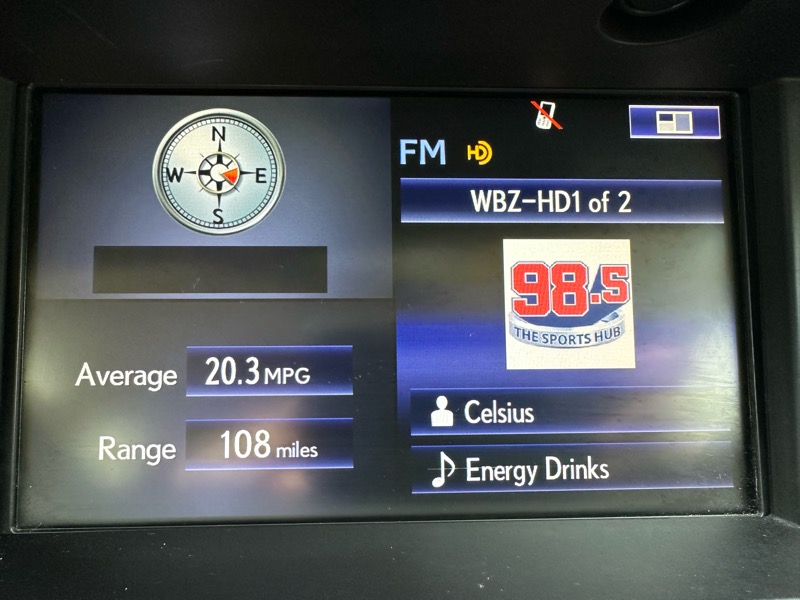 N
W E
S
Average 20.3 MPG
Range 108 miles
FM HD
WBZ-HD1 of 2
98.5
THE SPORTS HUB
Celsius
Energy Drinks